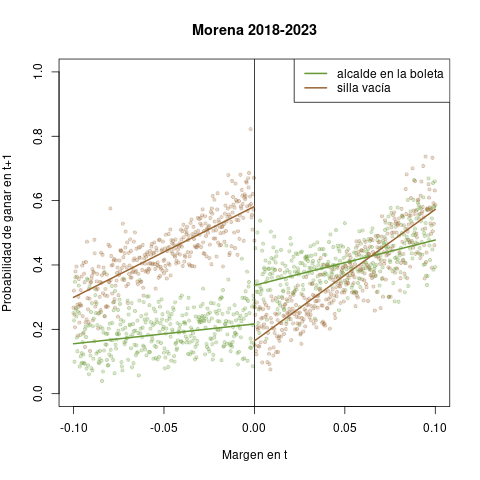 Morena 2018-2023
alcalde en la boleta
silla vacía
Probabilidad de ganar en t+1
1.0
0.8
0.6
0.4
0.2
0.0
-0.10
-0.05
0.00
0.05
0.10
Margen en t